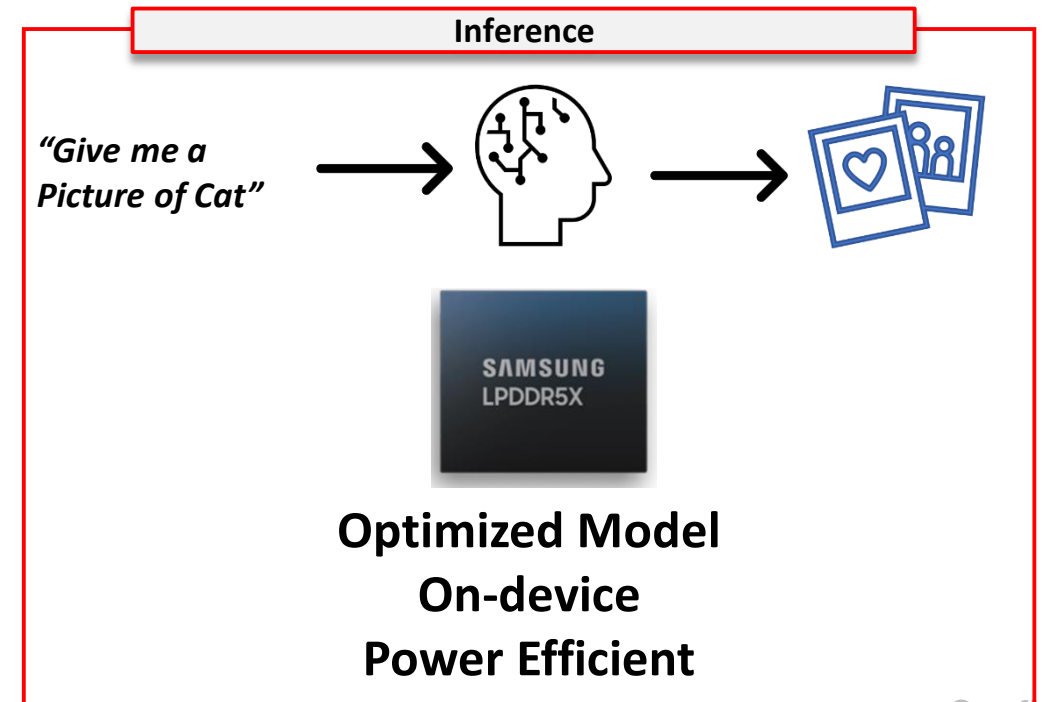 Inference
“Give me a
Picture of Cat”
SAMSUNG
LPDDR5X
Optimized Model
On-device
Power Efficient